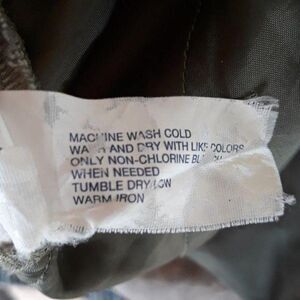 MACHINE WASH COLD
WASH AND DRY WITH LIKE COLORS
ONLY NON-CHLORINE BLEACH
WHEN NEEDED
TUMBLE DRY LOW
WARM IRON